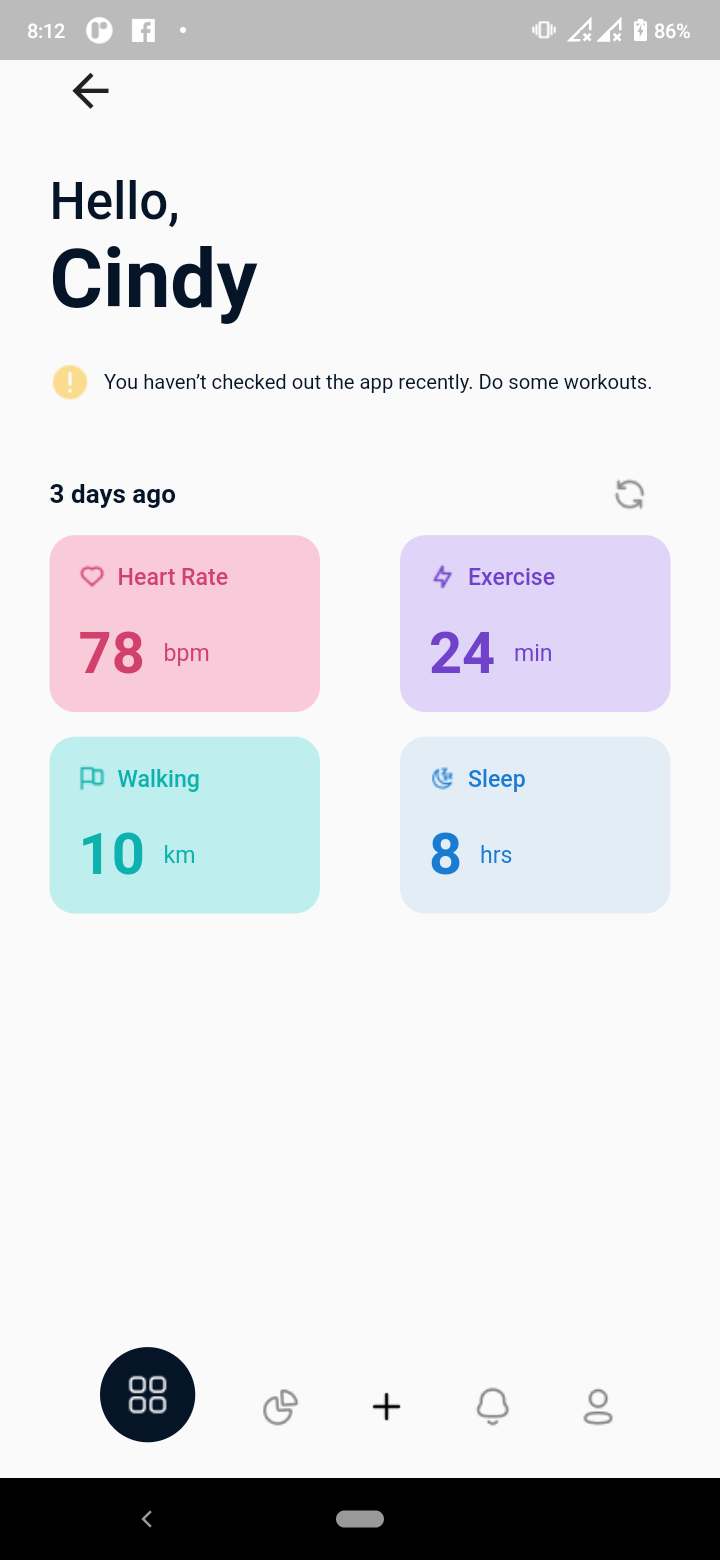 8:12
86%
Hello,
Cindy
You haven’t checked out the app recently. Do some workouts.
3 days ago
Heart Rate
78 bpm
Exercise
24 min
Walking
10 km
Sleep
8 hrs